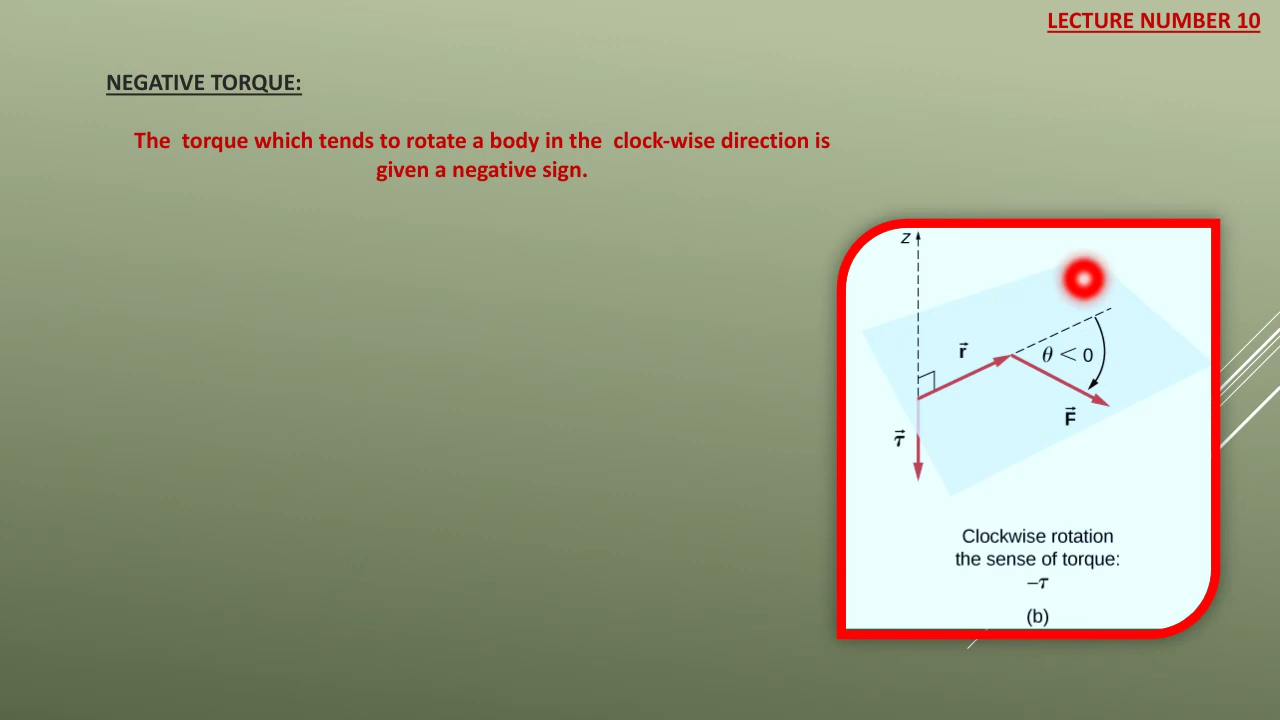 LECTURE NUMBER 10
NEGATIVE TORQUE:
The  torque which tends to rotate a body in the  clock-wise direction is
given a negative sign.
z
r⃗
θ < 0
F⃗
τ⃗
Clockwise rotation
the sense of torque:
−τ
(b)